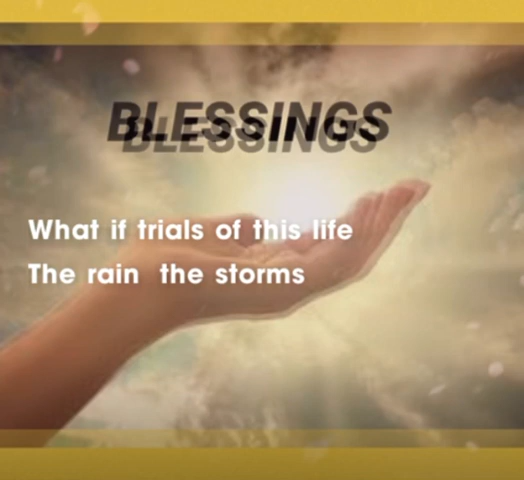 BLESSINGS
What if trials of this life
The rain the storms